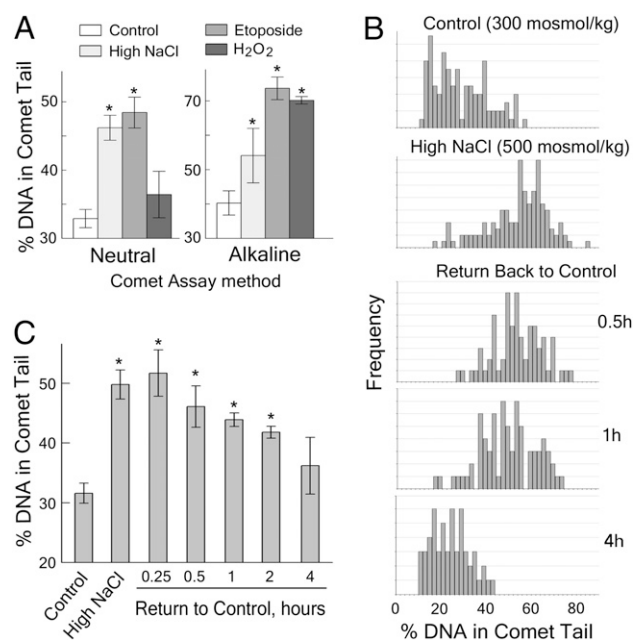 A
Control
High NaCl
Etoposide
H₂O₂
% DNA in Comet Tail
50
40
30
70
50
30
*
*
*
*
*
Neutral
Alkaline
Comet Assay method
B
Control (300 mosmol/kg)
High NaCl (500 mosmol/kg)
Return Back to Control
0.5h
1h
4h
Frequency
0 20 40 60 80
% DNA in Comet Tail
C
% DNA in Comet Tail
50
40
30
20
*
*
*
*
*
Control
High NaCl
0.25 0.5 1 2 4
Return to Control, hours